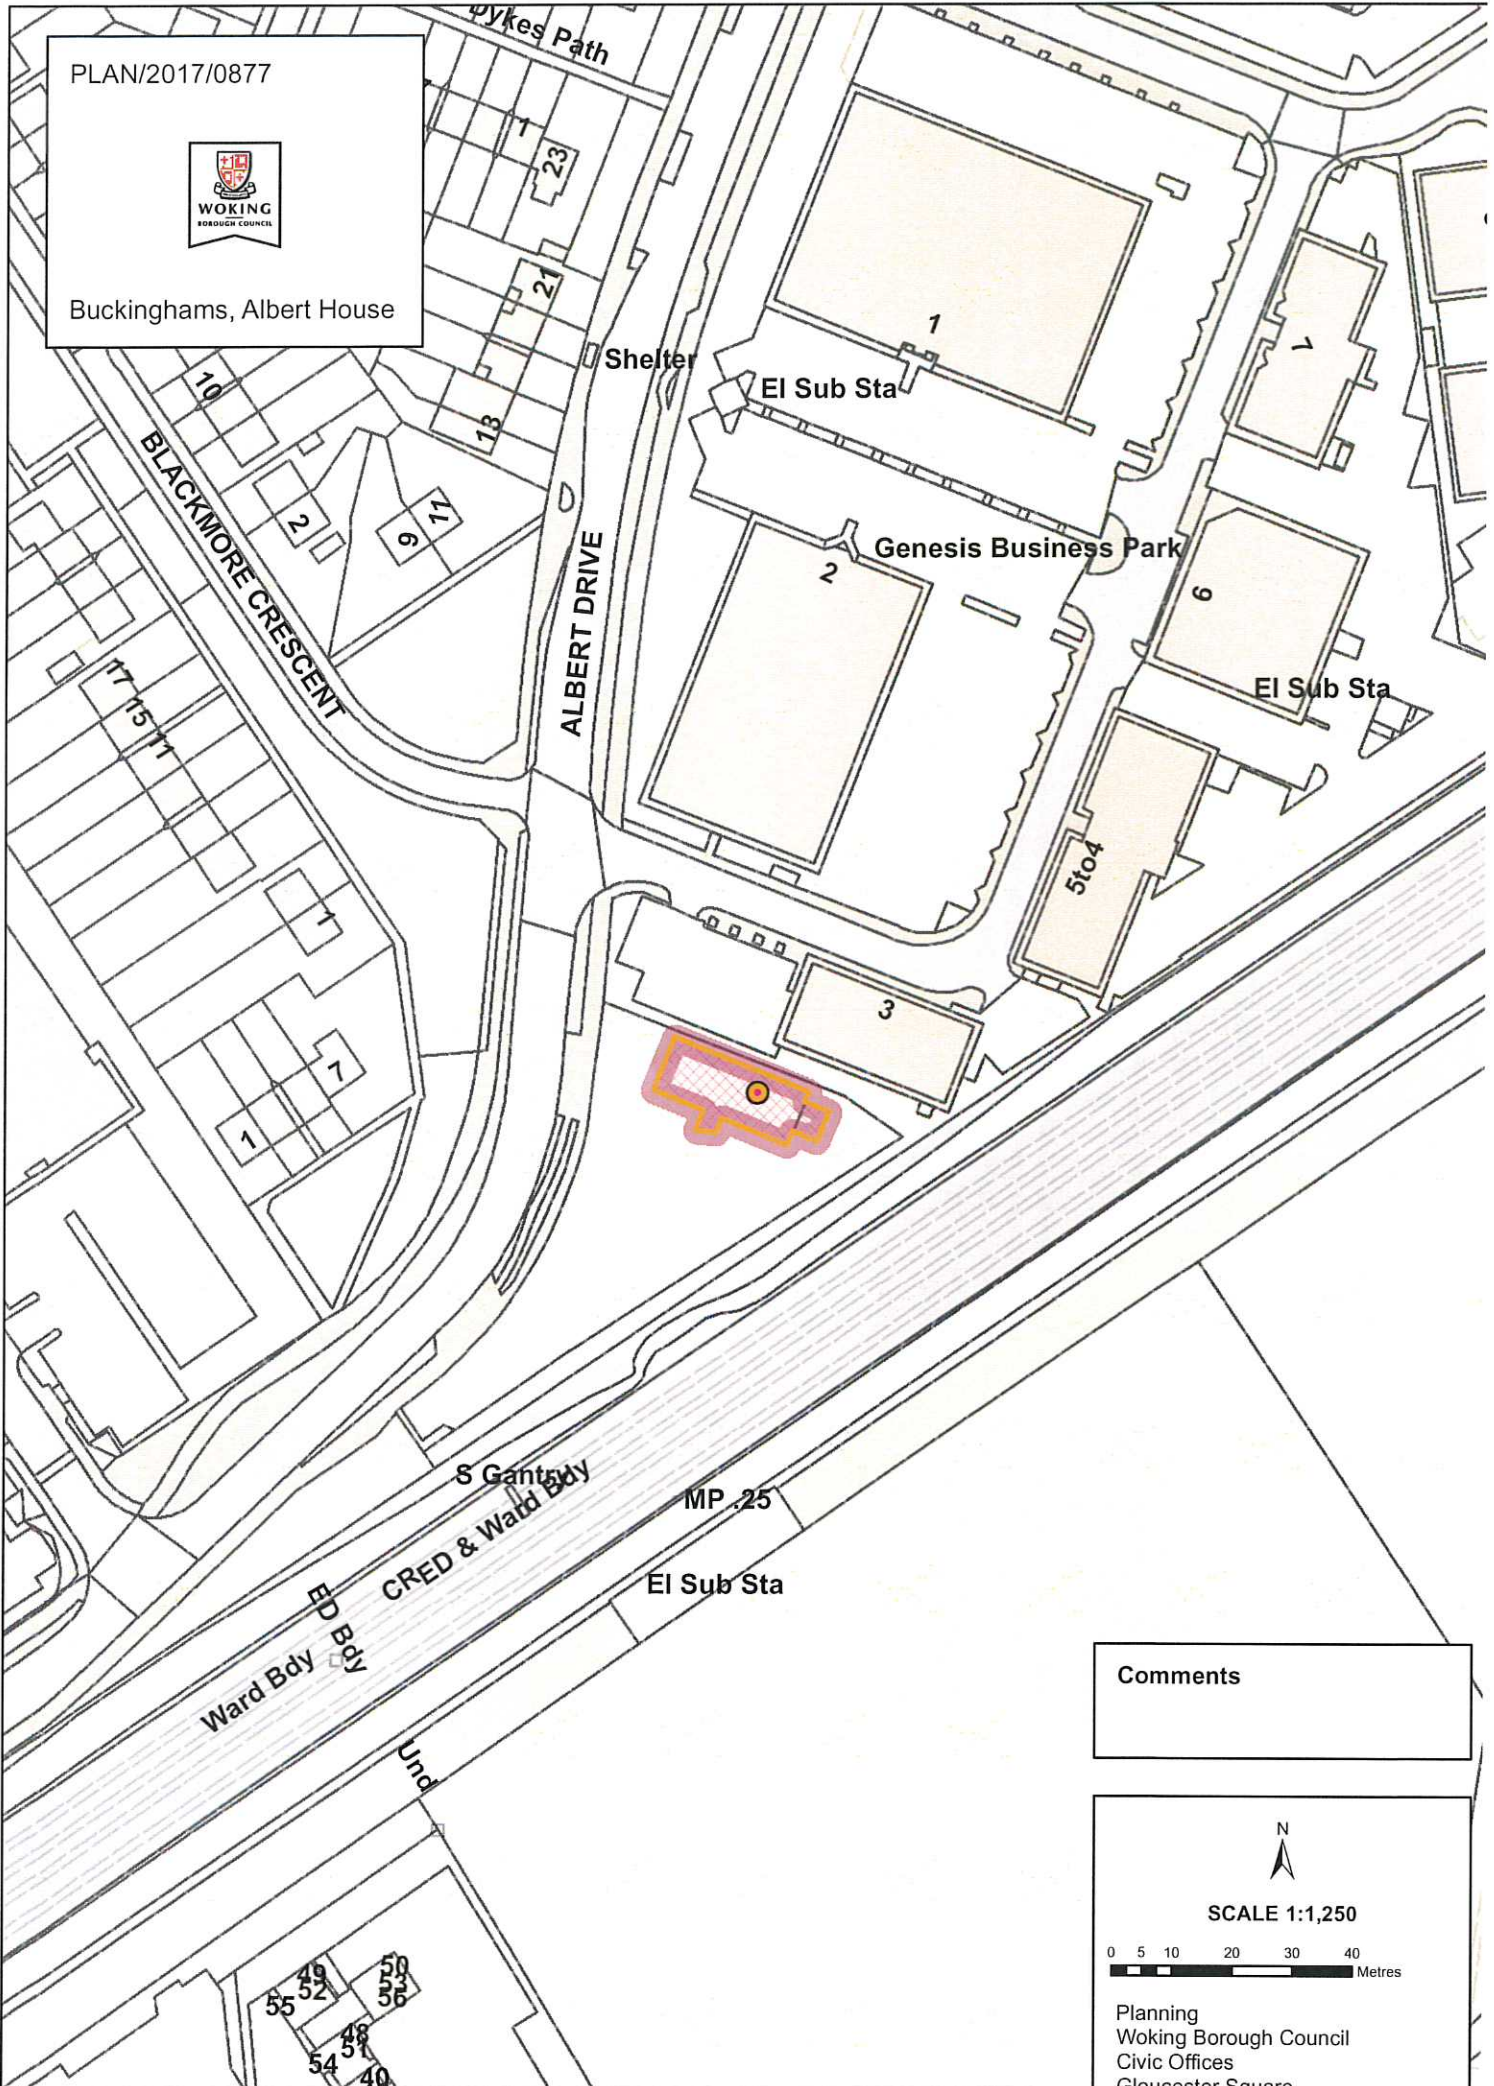 Dykes Path
PLAN/2017/0877
WOKING
BOROUGH COUNCIL
Buckinghams, Albert House
1
23
21
Shelter
13
10
2
9
11
BLACKMORE CRESCENT
ALBERT DRIVE
El Sub Sta
1
7
Genesis Business Park
2
6
El Sub Sta
5to4
17
15
11
1
3
7
1
S Gantry
CRED & Ward Bdy
MP .25
El Sub Sta
ED Bdy
Ward Bdy
Und
49
52
55
50
53
56
48
51
54
40
Comments
N
SCALE 1:1,250
0 5 10 20 30 40
Metres
Planning
Woking Borough Council
Civic Offices
Gloucester Square